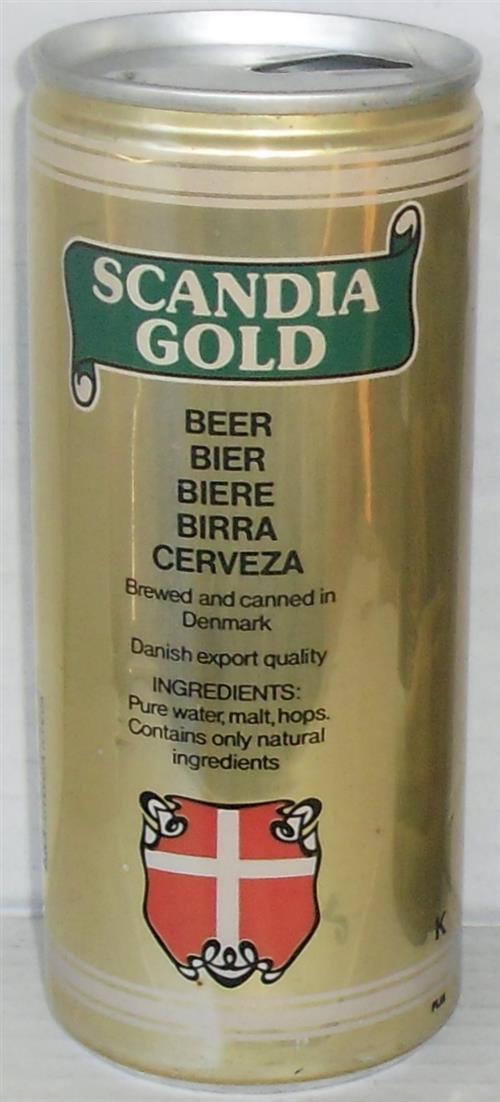 SCANDIA
GOLD
BEER
BIER
BIERE
BIRRA
CERVEZA
Brewed and canned in
Denmark
Danish export quality
INGREDIENTS:
Pure water, malt, hops.
Contains only natural
ingredients
K